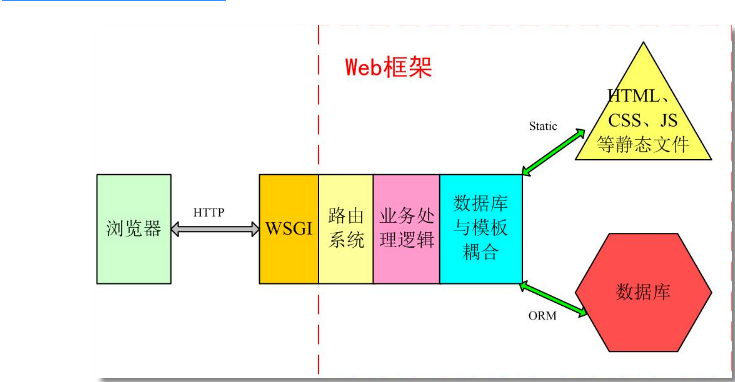 Web框架
HTML、
CSS、JS
等静态文件
Static
浏览器
HTTP
WSGI
路由
系统
业务处
理逻辑
数据库
与模板
耦合
数据库
ORM